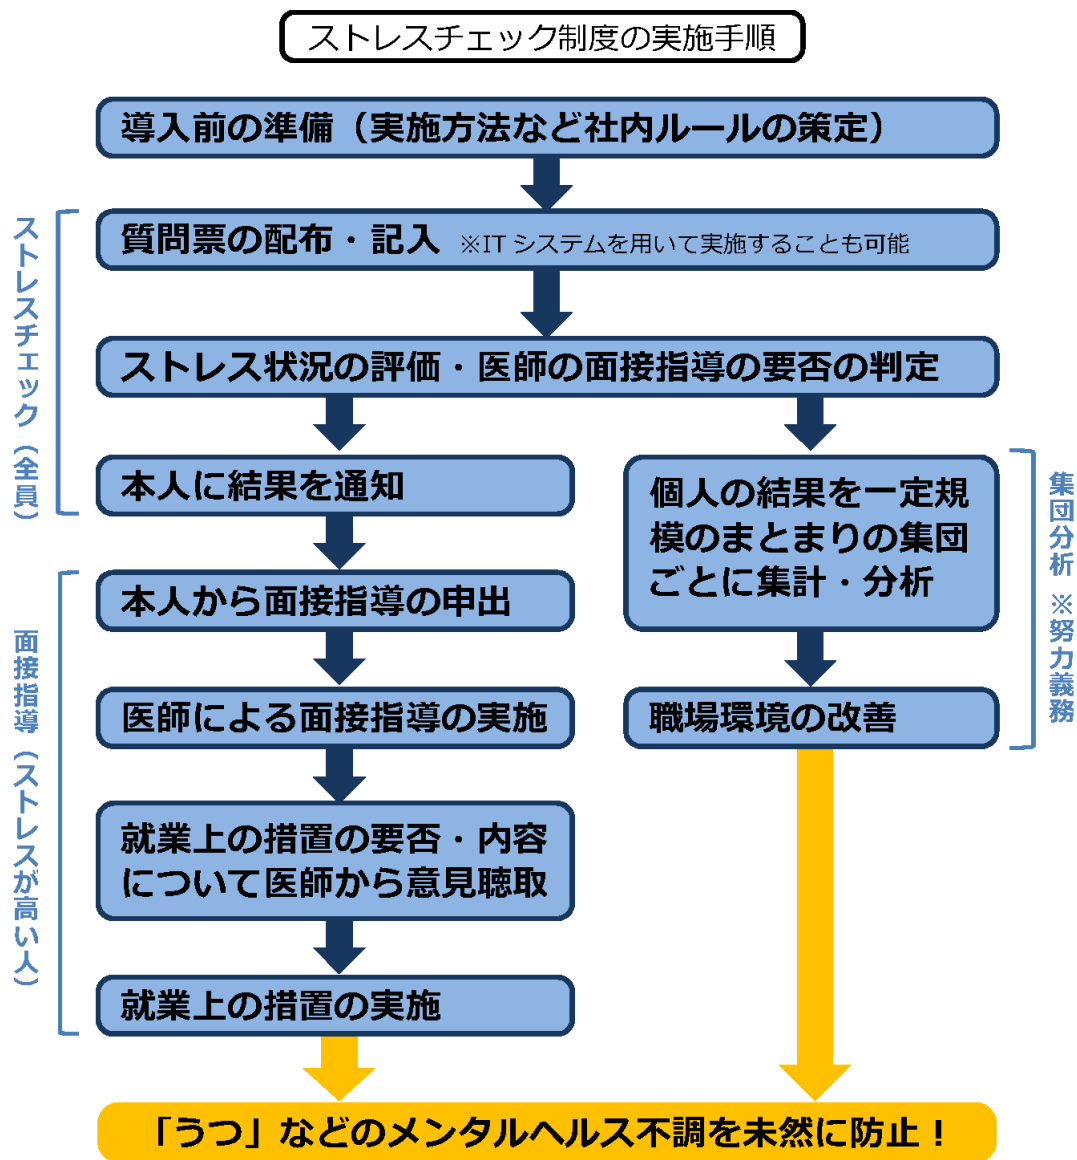 ストレスチェック制度の実施手順
導入前の準備（実施方法など社内ルールの策定）
ストレスチェック（全員）
質問票の配布・記入 ※IT システムを用いて実施することも可能
ストレス状況の評価・医師の面接指導の要否の判定
本人に結果を通知
面接指導（ストレスが高い人）
本人から面接指導の申出
医師による面接指導の実施
就業上の措置の要否・内容
について医師から意見聴取
就業上の措置の実施
個人の結果を一定規
模のまとまりの集団
ごとに集計・分析
職場環境の改善
集団分析 ※努力義務
「うつ」などのメンタルヘルス不調を未然に防止！